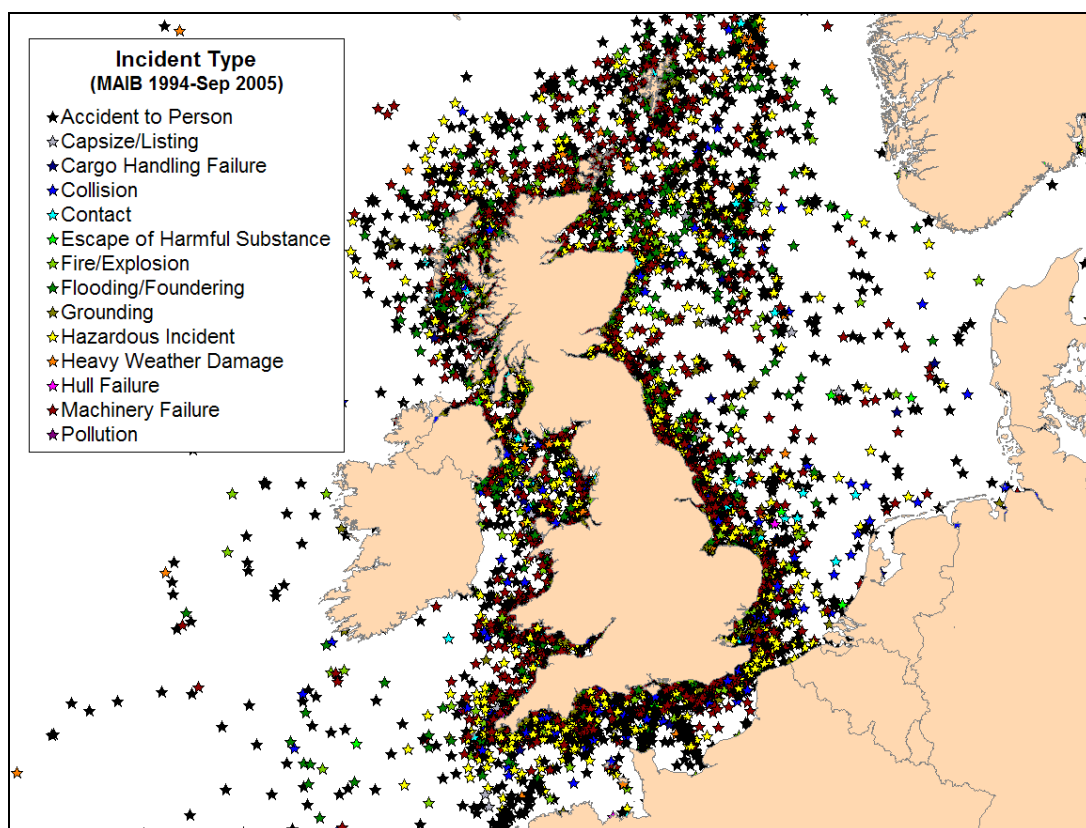 Incident Type
(MAIB 1994-Sep 2005)
Accident to Person
Capsize/Listing
Cargo Handling Failure
Collision
Contact
Escape of Harmful Substance
Fire/Explosion
Flooding/Foundering
Grounding
Hazardous Incident
Heavy Weather Damage
Hull Failure
Machinery Failure
Pollution